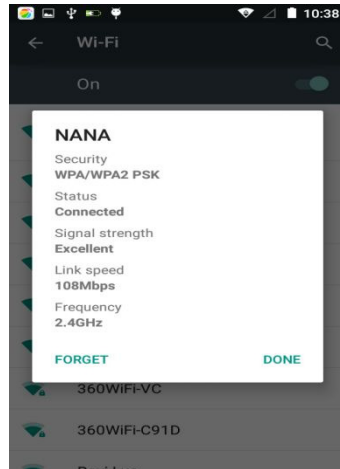 10:38
Wi-Fi
On
NANA
Security
WPA/WPA2 PSK
Status
Connected
Signal strength
Excellent
Link speed
108Mbps
Frequency
2.4GHz
FORGET DONE
360WiFi-VC
360WiFi-C91D